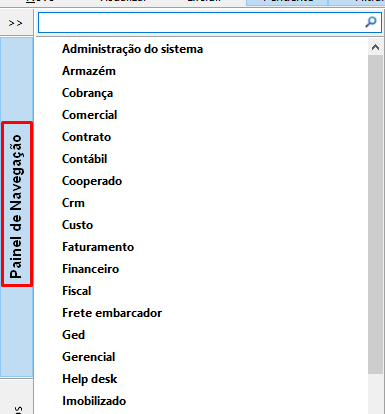 >>
Painel de Navegação
Administração do sistema
Armazém
Cobrança
Comercial
Contrato
Contábil
Cooperado
Crm
Custo
Faturamento
Financeiro
Fiscal
Frete embarcador
Ged
Gerencial
Help desk
Imobilizado